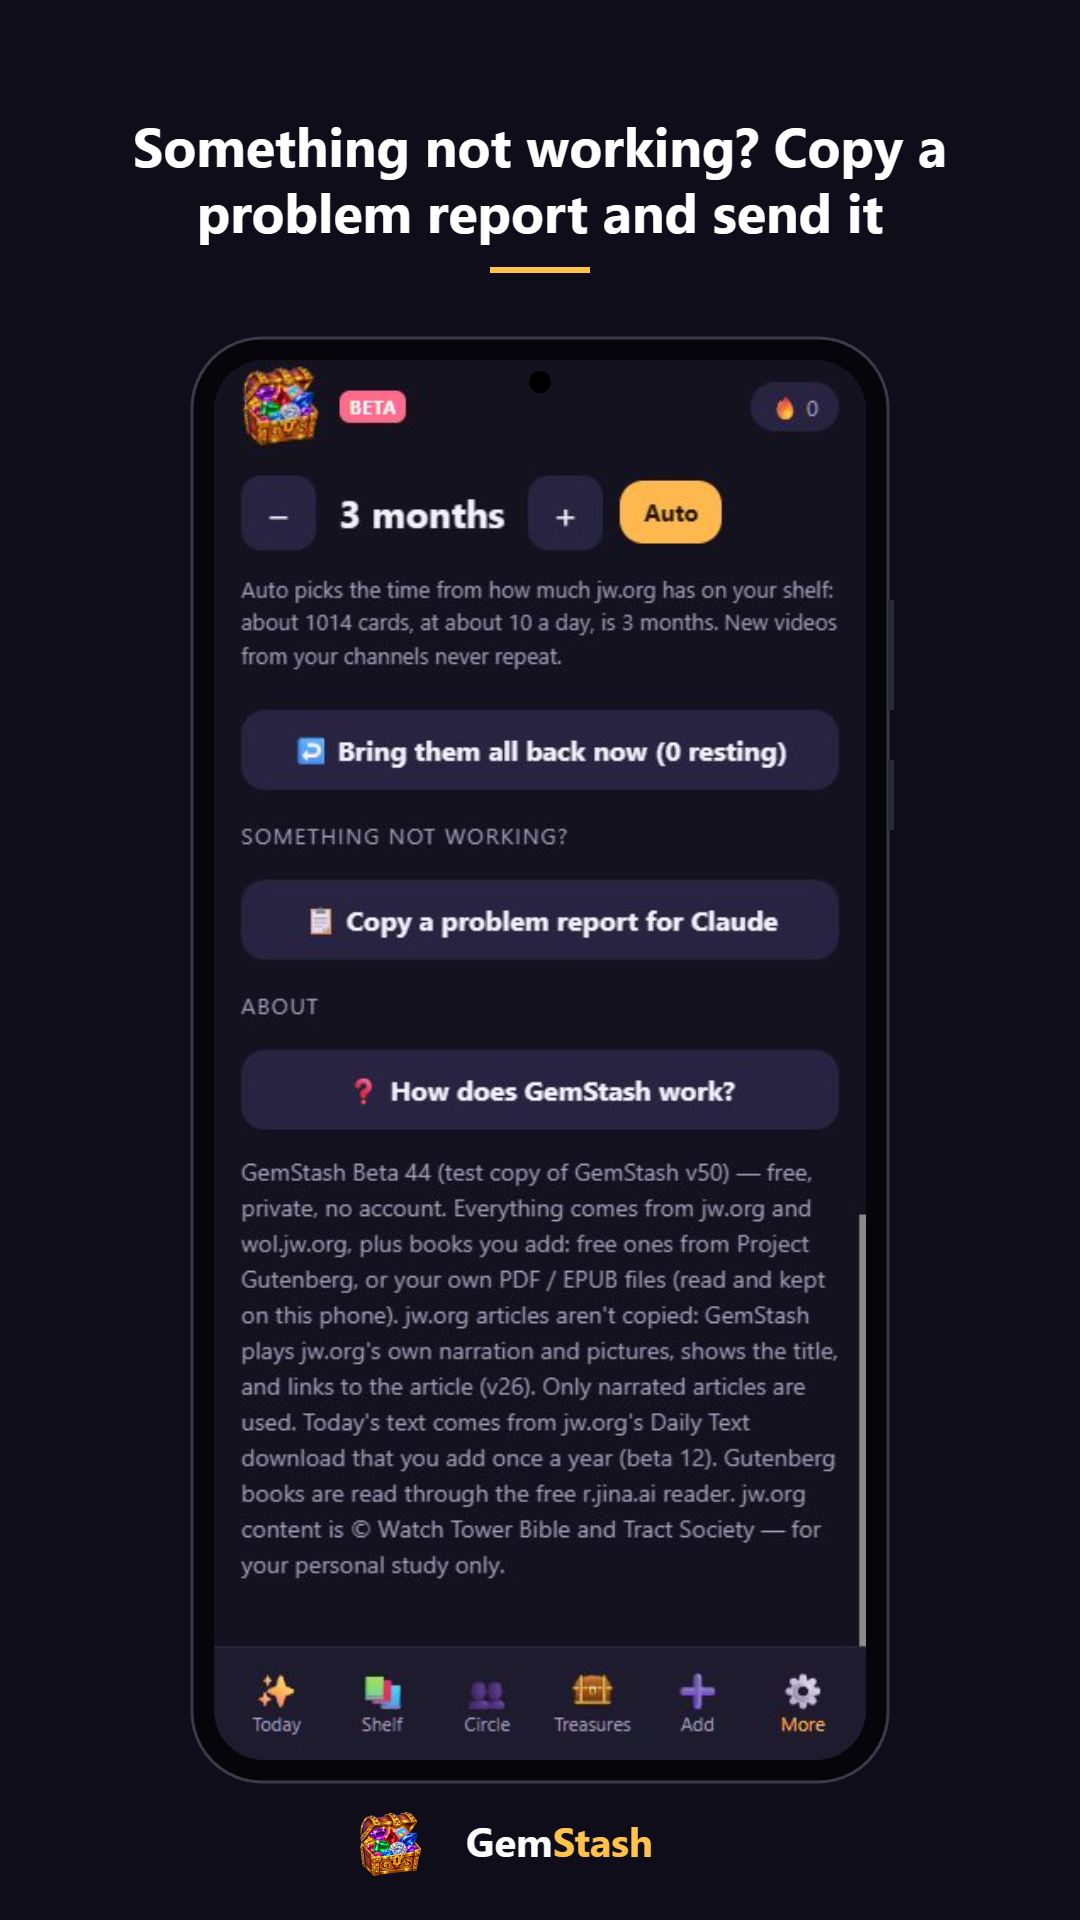 Something not working? Copy a
problem report and send it
BETA
0
− 3 months + Auto
Auto picks the time from how much jw.org has on your shelf:
about 1014 cards, at about 10 a day, is 3 months. New videos
from your channels never repeat.
Bring them all back now (0 resting)
SOMETHING NOT WORKING?
Copy a problem report for Claude
ABOUT
How does GemStash work?
GemStash Beta 44 (test copy of GemStash v50) — free,
private, no account. Everything comes from jw.org and
wol.jw.org, plus books you add: free ones from Project
Gutenberg, or your own PDF / EPUB files (read and kept
on this phone). jw.org articles aren't copied: GemStash
plays jw.org's own narration and pictures, shows the title,
and links to the article (v26). Only narrated articles are
used. Today's text comes from jw.org's Daily Text
download that you add once a year (beta 12). Gutenberg
books are read through the free r.jina.ai reader. jw.org
content is © Watch Tower Bible and Tract Society — for
your personal study only.
Today Shelf Circle Treasures Add More
GemStash